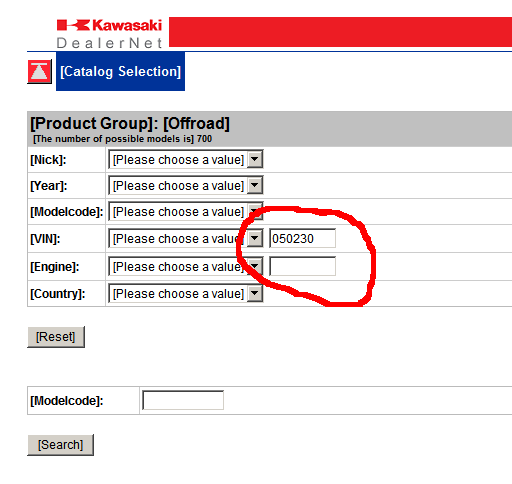 Kawasaki
DealerNet
[Catalog Selection]
[Product Group]: [Offroad]
[The number of possible models is] 700
[Nick]: [Please choose a value]
[Year]: [Please choose a value]
[Modelcode]: [Please choose a value]
[VIN]: [Please choose a value] 050230
[Engine]: [Please choose a value]
[Country]: [Please choose a value]
[Reset]
[Modelcode]:
[Search]